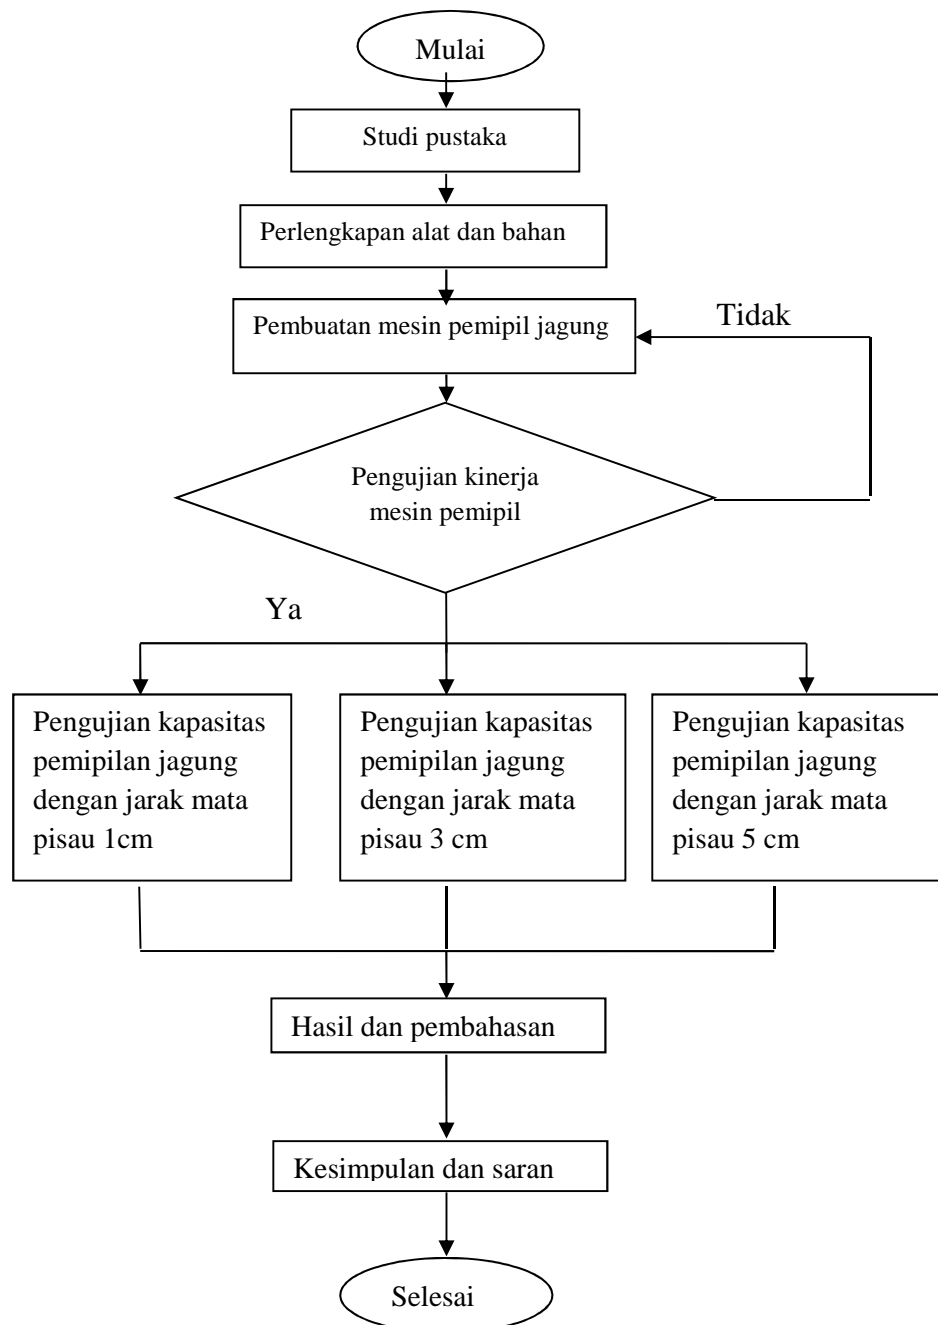 Mulai
Studi pustaka
Perlengkapan alat dan bahan
Pembuatan mesin pemipil jagung
Tidak
Pengujian kinerja
mesin pemipil
Ya
Pengujian kapasitas
pemipilan jagung
dengan jarak mata
pisau 1cm
Pengujian kapasitas
pemipilan jagung
dengan jarak mata
pisau 3 cm
Pengujian kapasitas
pemipilan jagung
dengan jarak mata
pisau 5 cm
Hasil dan pembahasan
Kesimpulan dan saran
Selesai